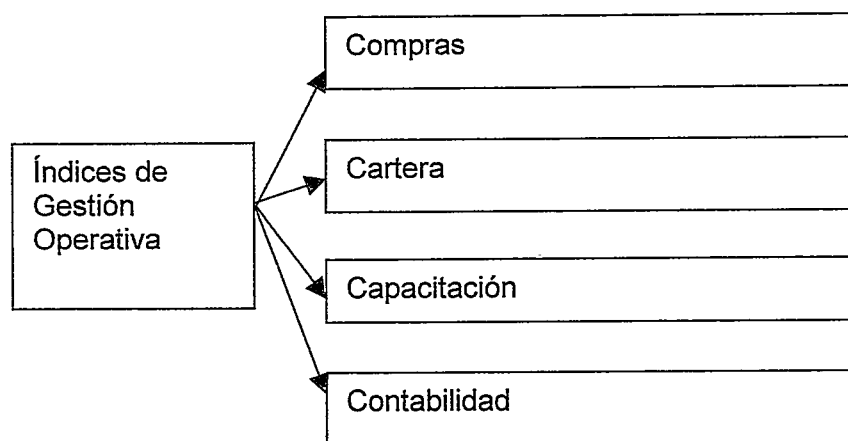 Compras
Índices de
Gestión
Operativa
Cartera
Capacitación
Contabilidad